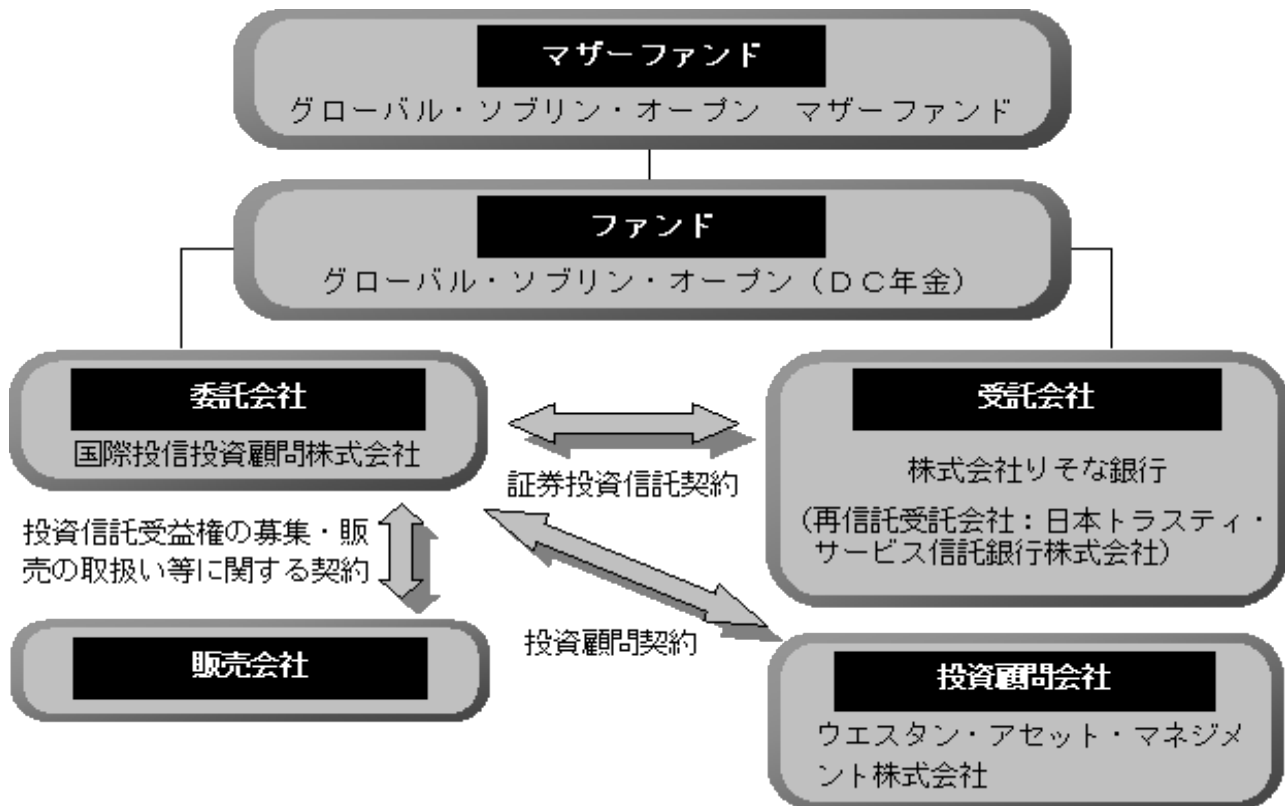 マザーファンド
グローバル・ソブリン・オープン　マザーファンド
ファンド
グローバル・ソブリン・オープン（ＤＣ年金）
委託会社
国際投信投資顧問株式会社
受託会社
株式会社りそな銀行
（再信託受託会社：日本トラスティ・
サービス信託銀行株式会社）
証券投資信託契約
投資信託受益権の募集・販
売の取扱い等に関する契約
投資顧問契約
販売会社
投資顧問会社
ウエスタン・アセット・マネジメ
ント株式会社